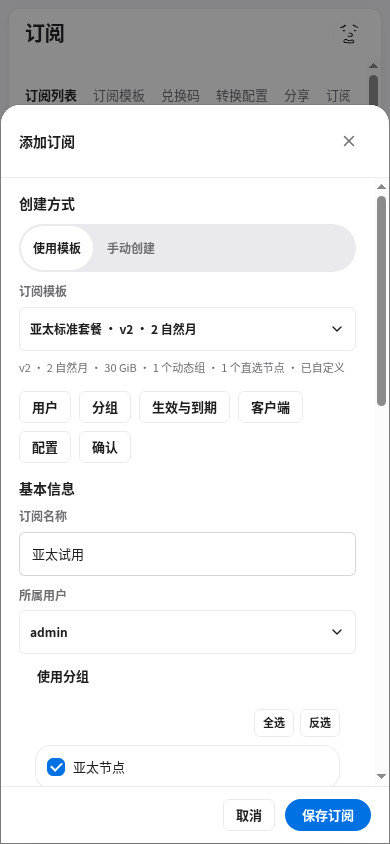 订阅
订阅列表 订阅模板 兑换码 转换配置 分享 订阅
添加订阅
创建方式
使用模板 手动创建
订阅模板
亚太标准套餐 · v2 · 2 自然月
v2 · 2 自然月 · 30 GiB · 1 个动态组 · 1 个直选节点 · 已自定义
用户 分组 生效与到期 客户端
配置 确认
基本信息
订阅名称
亚太试用
所属用户
admin
使用分组
全选 反选
亚太节点
取消 保存订阅